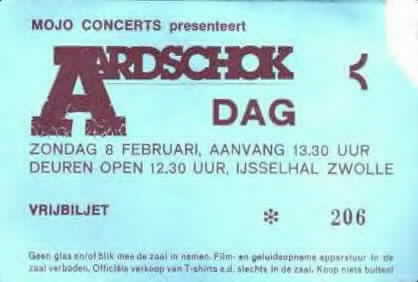 MOJO CONCERTS presenteert
AARDSCHOK
DAG
ZONDAG 8 FEBRUARI, AANVANG 13.30 UUR
DEUREN OPEN 12.30 UUR, IJSSELHAL ZWOLLE
VRIJBILJET * 206
Geen glas en/of blik mee de zaal in nemen. Film- en geluidsopname apparatuur in de
zaal verboden. Officiële verkoop van T-shirts e.d. slechts in de zaal. Koop niets buiten!